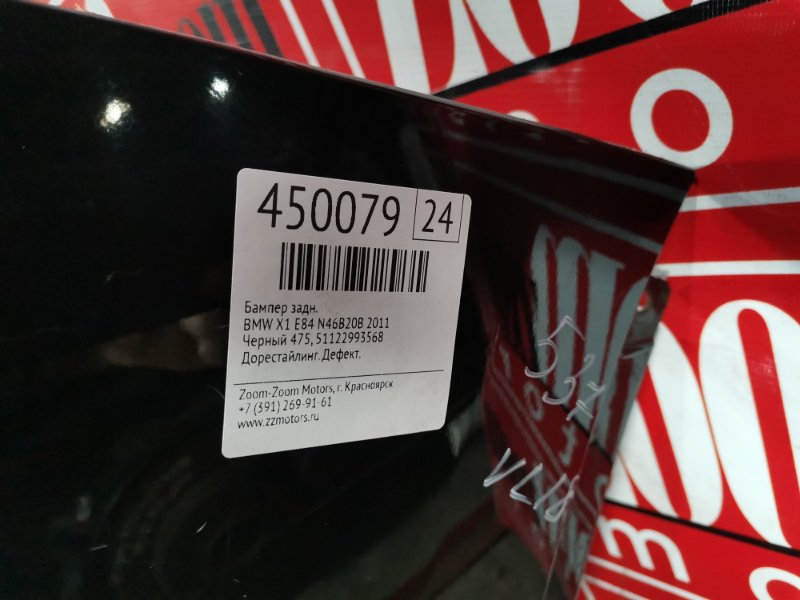 450079 24
Бампер задн.
BMW X1 E84 N46B20B 2011
Черный 475, 51122993568
Дорестайлинг. Дефект.
Zoom-Zoom Motors, г. Красноярск
+7 (391) 269-91-61
www.zzmotors.ru
537